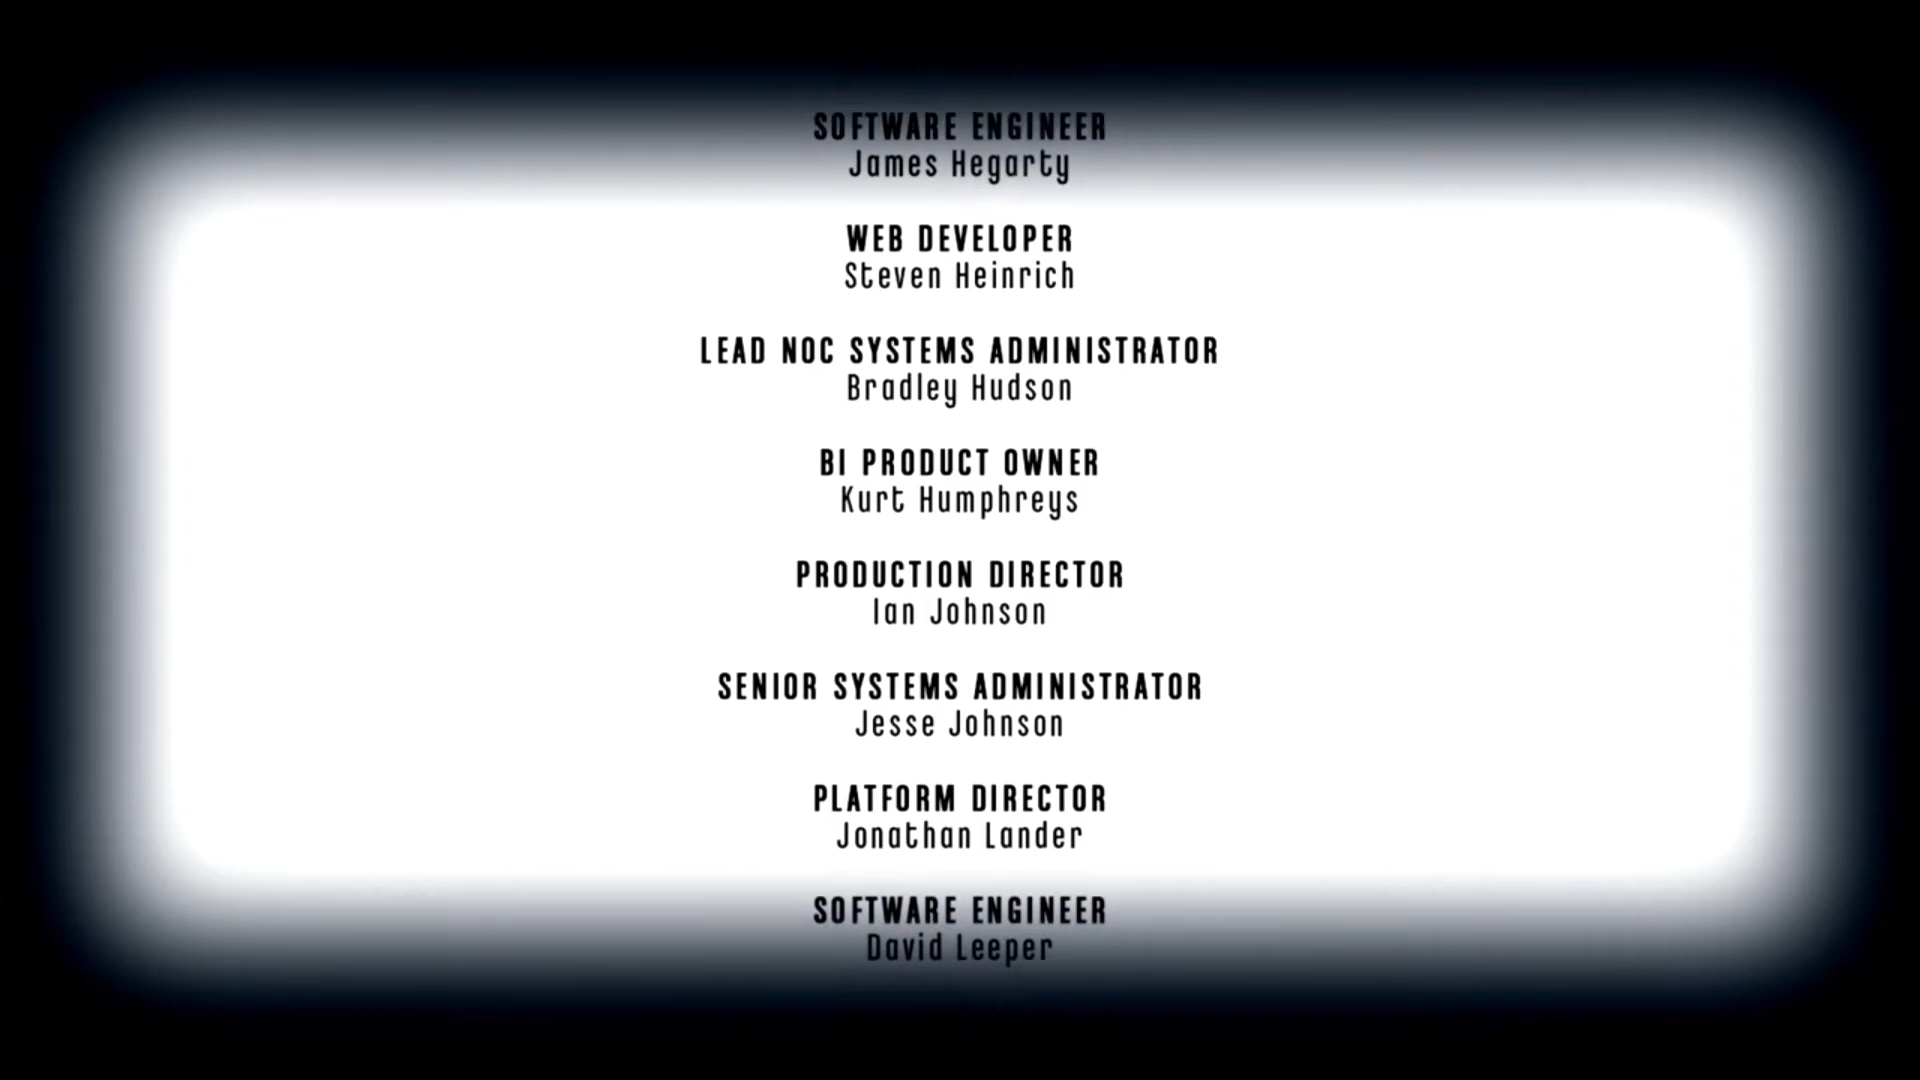 SOFTWARE ENGINEER
James Hegarty
WEB DEVELOPER
Steven Heinrich
LEAD NOC SYSTEMS ADMINISTRATOR
Bradley Hudson
BI PRODUCT OWNER
Kurt Humphreys
PRODUCTION DIRECTOR
Ian Johnson
SENIOR SYSTEMS ADMINISTRATOR
Jesse Johnson
PLATFORM DIRECTOR
Jonathan Lander
SOFTWARE ENGINEER
David Leeper